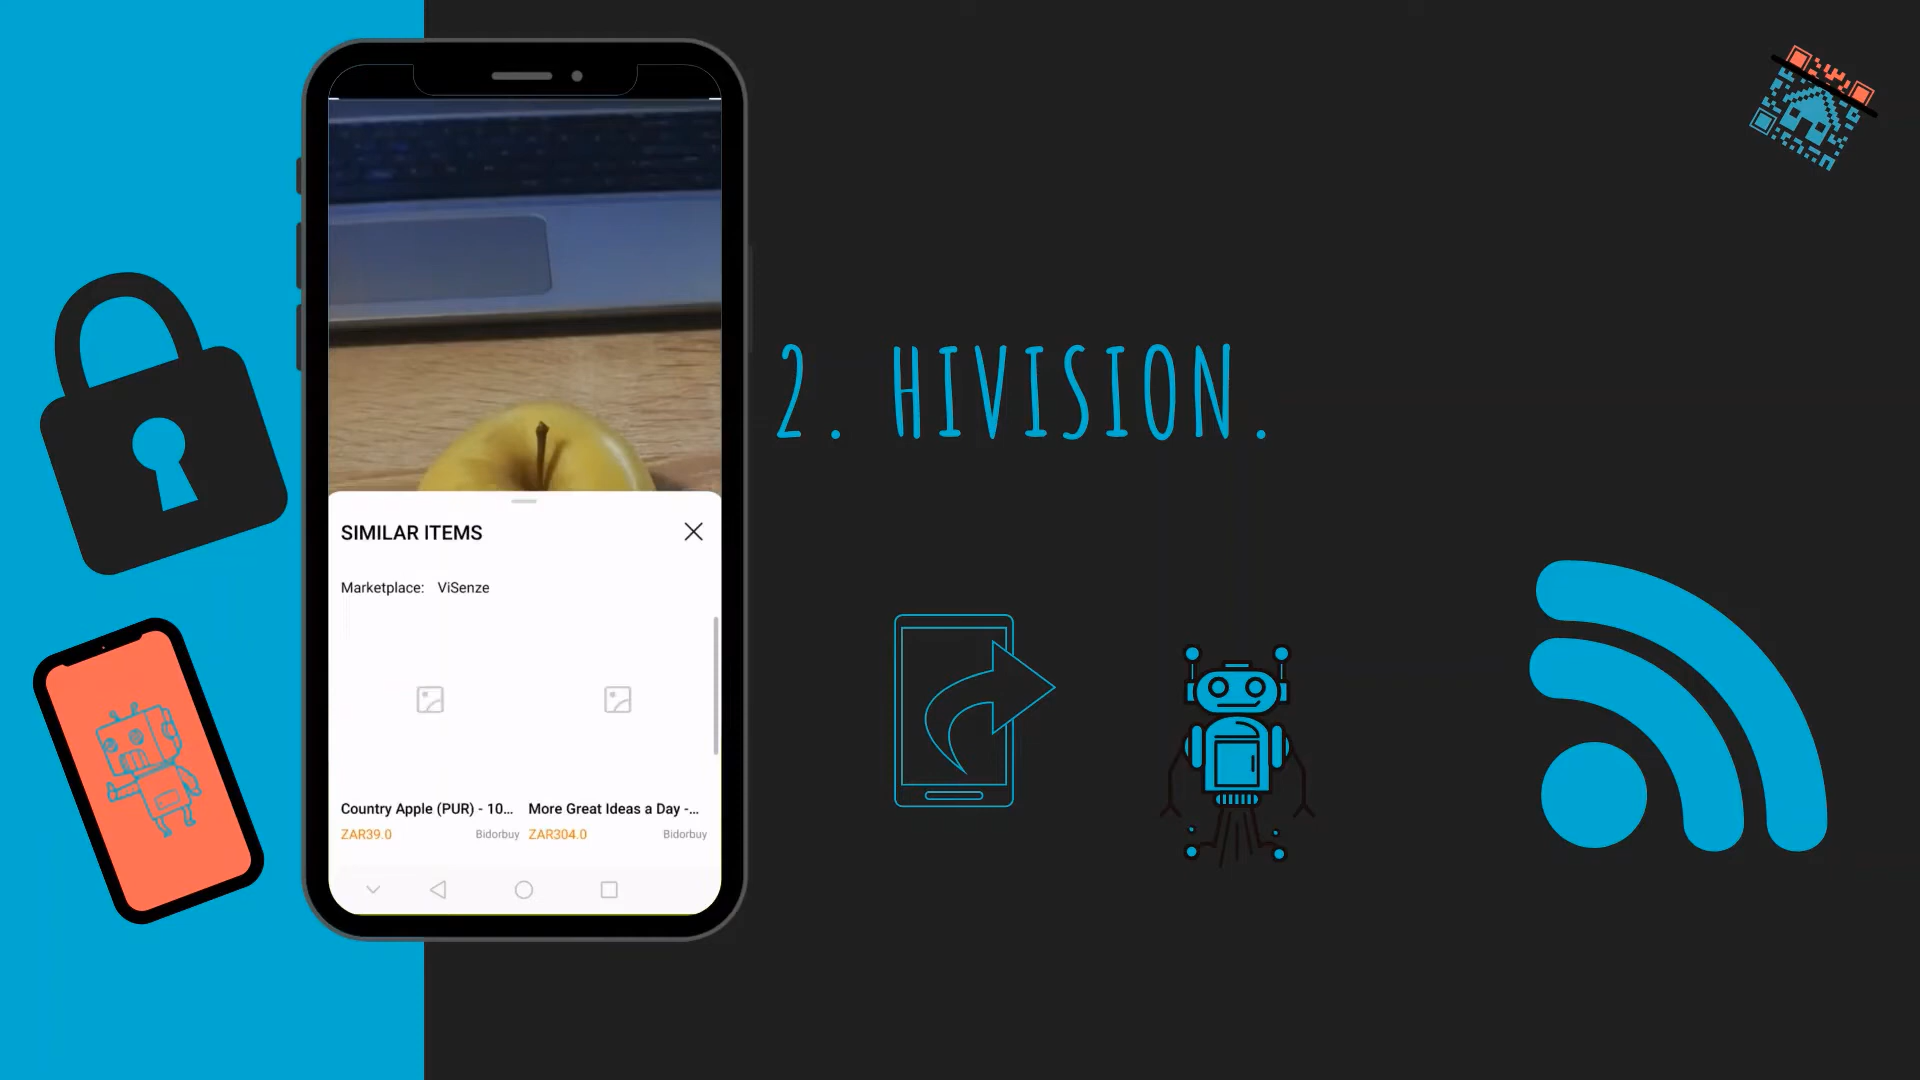 2. HIVISION.
SIMILAR ITEMS
Marketplace: ViSenze
Country Apple (PUR) - 10...
ZAR39.0 Bidorbuy
More Great Ideas a Day -...
ZAR304.0 Bidorbuy